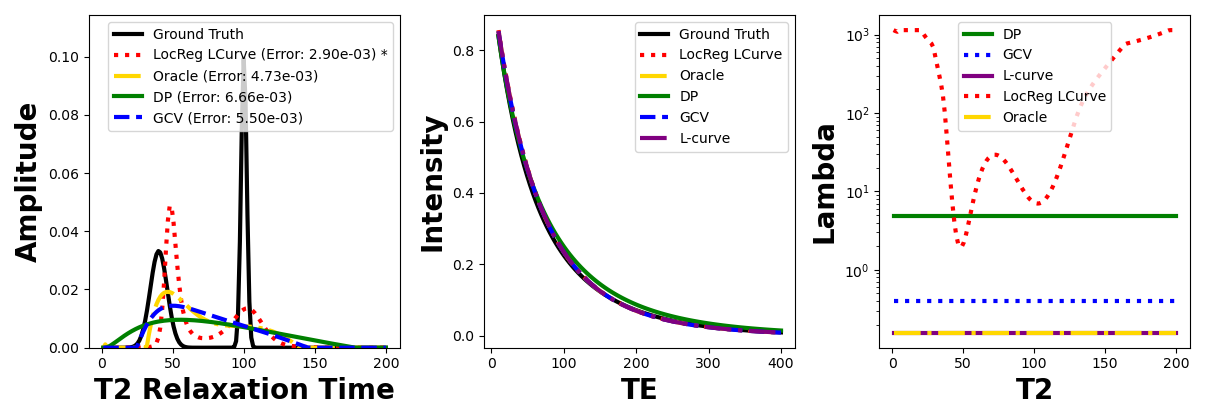 Amplitude
0.10
0.08
0.06
0.04
0.02
0.00
Ground Truth
LocReg LCurve (Error: 2.90e-03) *
Oracle (Error: 4.73e-03)
DP (Error: 6.66e-03)
GCV (Error: 5.50e-03)
0 50 100 150 200
T2 Relaxation Time
Intensity
0.8
0.6
0.4
0.2
0.0
Ground Truth
LocReg LCurve
Oracle
DP
GCV
L-curve
0 100 200 300 400
TE
Lambda
10³
10²
10¹
10⁰
DP
GCV
L-curve
LocReg LCurve
Oracle
0 50 100 150 200
T2